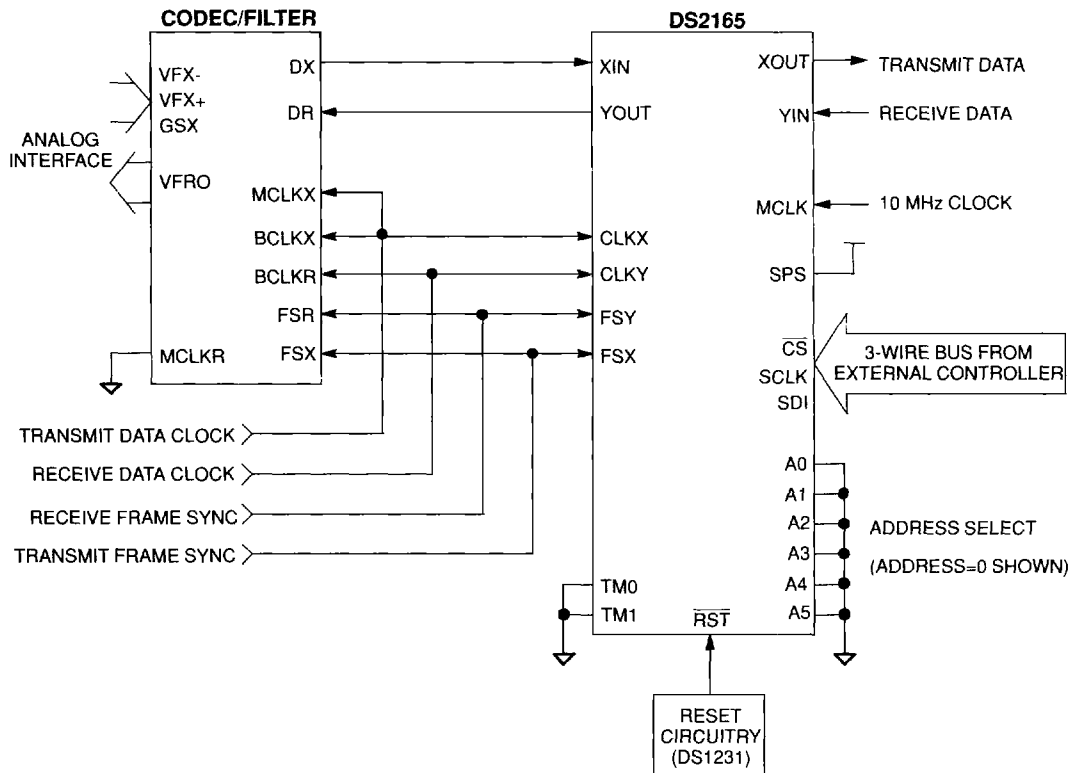 CODEC/FILTER
DS2165
VFX-
VFX+
GSX
ANALOG
INTERFACE
VFRO
DX
DR
MCLKX
BCLKX
BCLKR
FSR
FSX
MCLKR
XIN
YOUT
CLKX
CLKY
FSY
FSX
TM0
TM1
RST
XOUT
YIN
MCLK
SPS
CS
SCLK
SDI
A0
A1
A2
A3
A4
A5
TRANSMIT DATA
RECEIVE DATA
10 MHz CLOCK
3-WIRE BUS FROM
EXTERNAL CONTROLLER
ADDRESS SELECT
(ADDRESS=0 SHOWN)
TRANSMIT DATA CLOCK
RECEIVE DATA CLOCK
RECEIVE FRAME SYNC
TRANSMIT FRAME SYNC
RESET
CIRCUITRY
(DS1231)